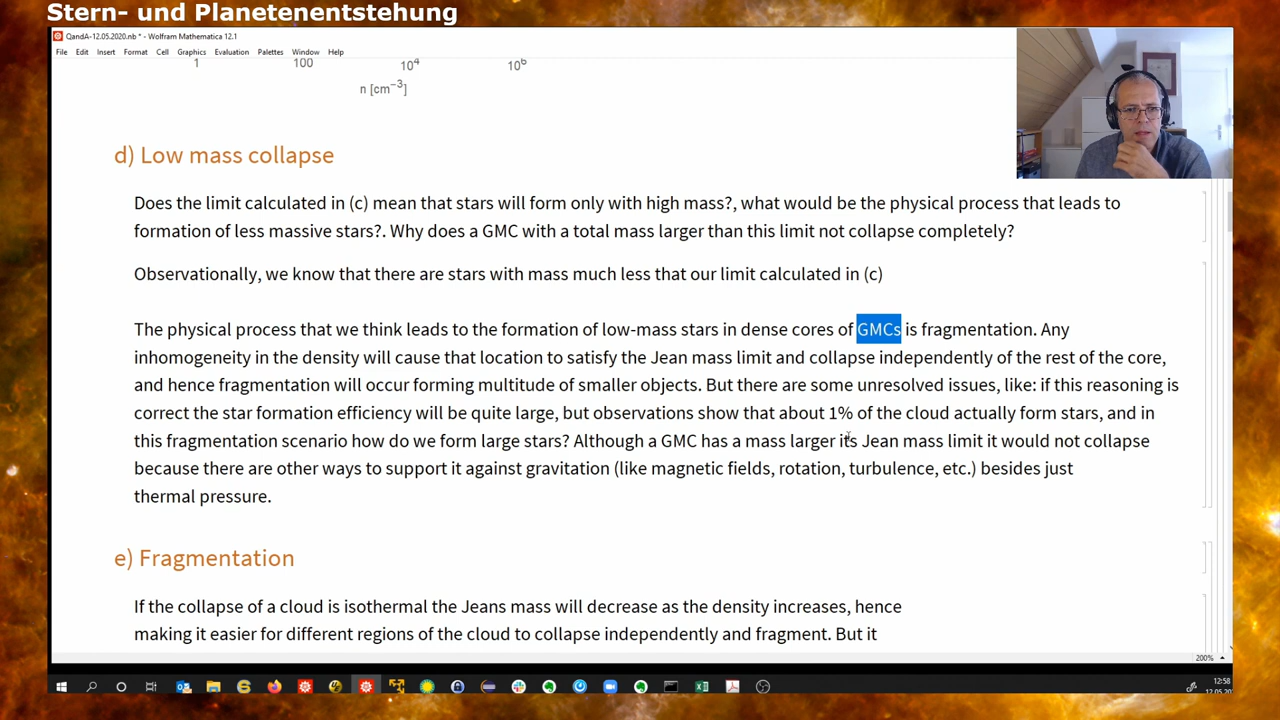 Stern- und Planetenentstehung
QandA-12.05.2020.nb * - Wolfram Mathematica 12.1
File Edit Insert Format Cell Graphics Evaluation Palettes Window Help
1 100 10⁴ 10⁶
n [cm⁻³]
d) Low mass collapse
Does the limit calculated in (c) mean that stars will form only with high mass?, what would be the physical process that leads to
formation of less massive stars?. Why does a GMC with a total mass larger than this limit not collapse completely?
Observationally, we know that there are stars with mass much less that our limit calculated in (c)
The physical process that we think leads to the formation of low-mass stars in dense cores of GMCs is fragmentation. Any
inhomogeneity in the density will cause that location to satisfy the Jean mass limit and collapse independently of the rest of the core,
and hence fragmentation will occur forming multitude of smaller objects. But there are some unresolved issues, like: if this reasoning is
correct the star formation efficiency will be quite large, but observations show that about 1% of the cloud actually form stars, and in
this fragmentation scenario how do we form large stars? Although a GMC has a mass larger its Jean mass limit it would not collapse
because there are other ways to support it against gravitation (like magnetic fields, rotation, turbulence, etc.) besides just
thermal pressure.
e) Fragmentation
If the collapse of a cloud is isothermal the Jeans mass will decrease as the density increases, hence
making it easier for different regions of the cloud to collapse independently and fragment. But it
200%
12:58
12.05.20